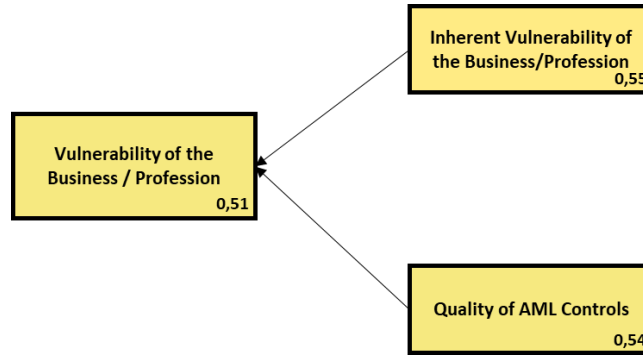 Inherent Vulnerability of
the Business/Profession
0,55
Vulnerability of the
Business / Profession
0,51
Quality of AML Controls
0,54